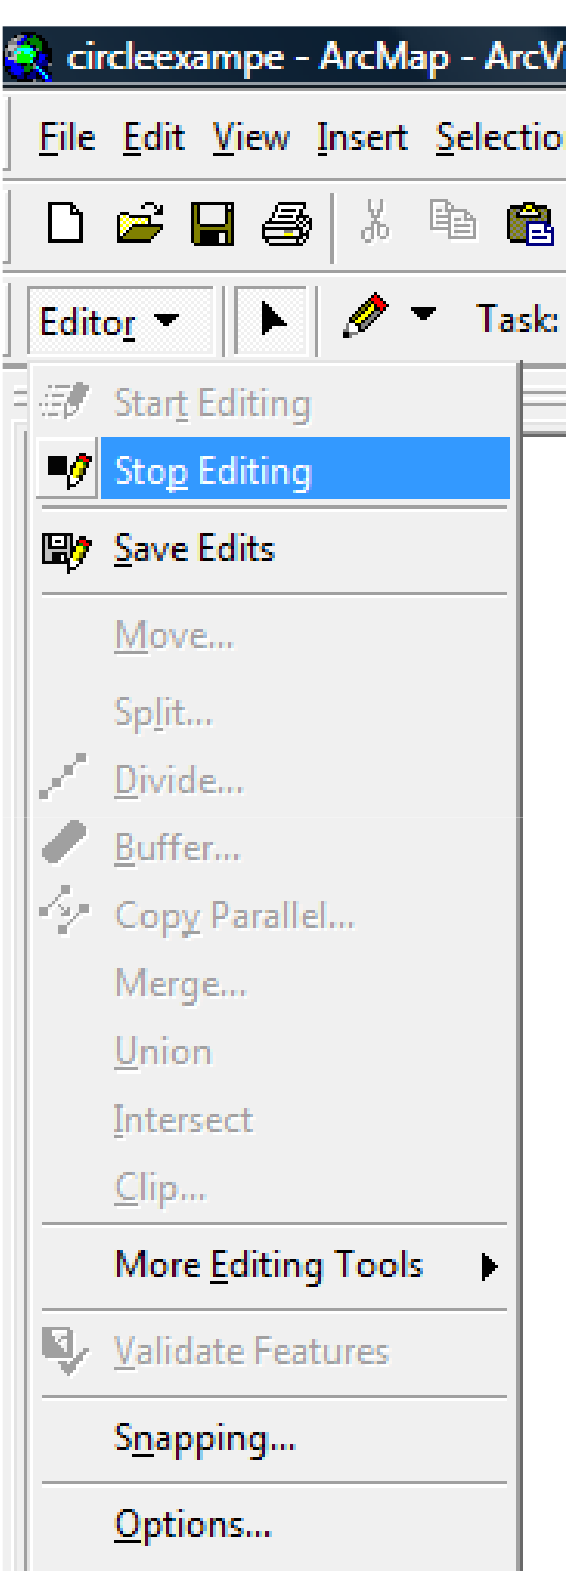 circleexampe - ArcMap - ArcVi
File Edit View Insert Selectio
Editor Task:
Start Editing
Stop Editing
Save Edits
Move...
Split...
Divide...
Buffer...
Copy Parallel...
Merge...
Union
Intersect
Clip...
More Editing Tools
Validate Features
Snapping...
Options...